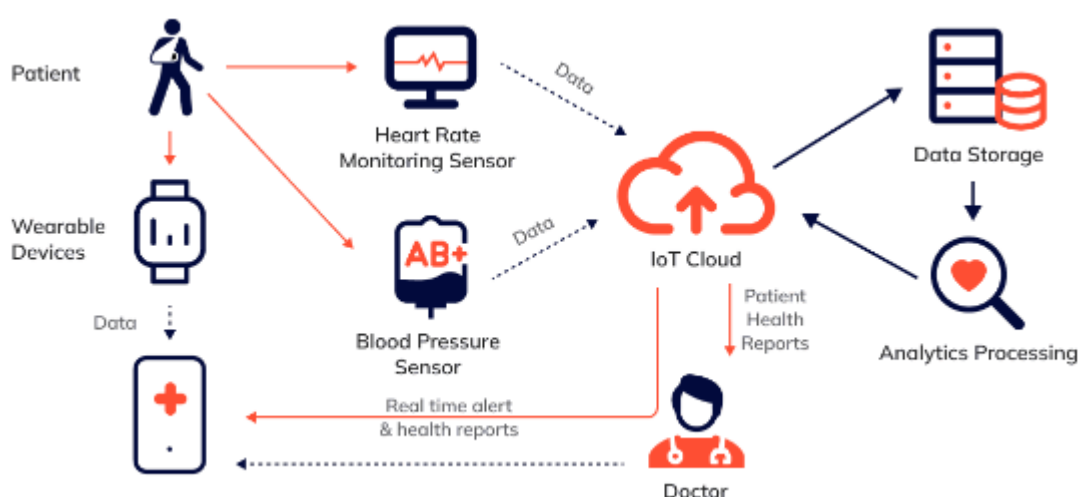 Patient
Heart Rate
Monitoring Sensor
Data
Data Storage
Wearable
Devices
AB+
Data
IoT Cloud
Data
Blood Pressure
Sensor
Patient
Health
Reports
Analytics Processing
Real time alert
& health reports
Doctor